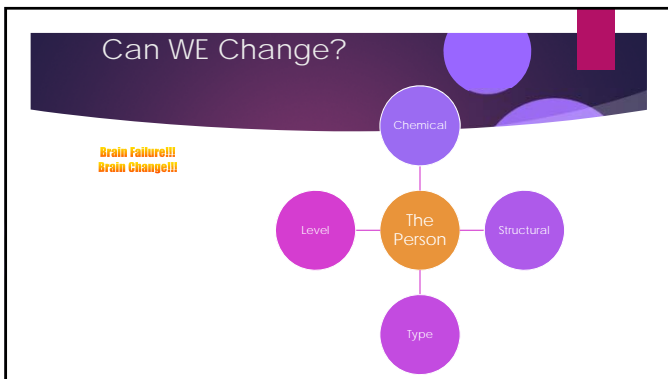 Can WE Change?
Chemical
Brain Failure!!!
Brain Change!!!
Level
The
Person
Structural
Type